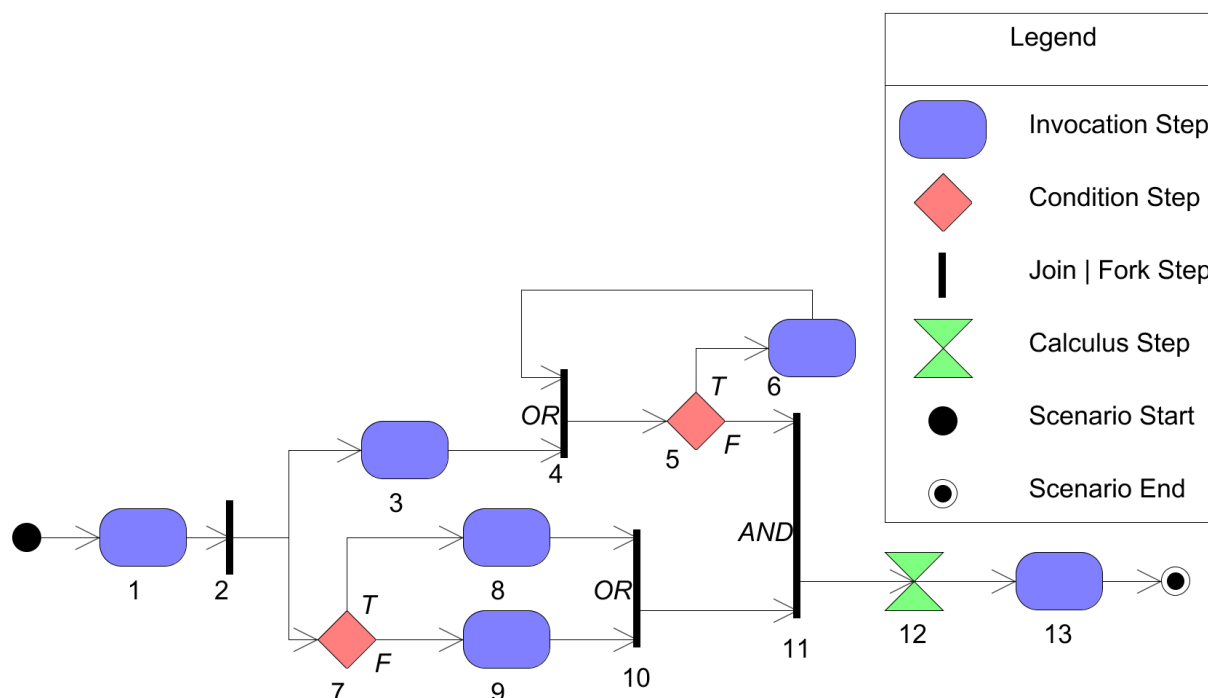 Legend
Invocation Step
Condition Step
Join | Fork Step
Calculus Step
Scenario Start
Scenario End
1
2
3
OR
4
5
T
F
6
7
T
F
8
9
OR
10
AND
11
12
13